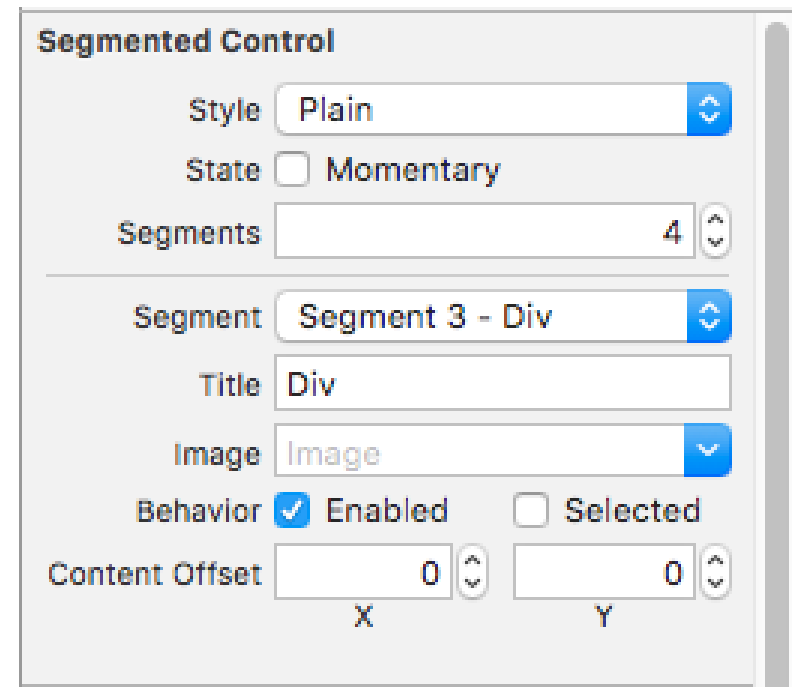 Segmented Control
Style Plain
State Momentary
Segments 4
Segment Segment 3 - Div
Title Div
Image Image
Behavior Enabled Selected
Content Offset 0 0
X Y